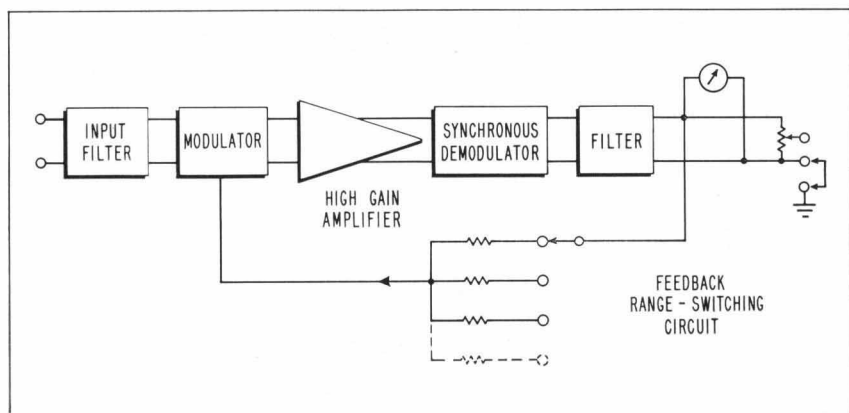 INPUT
FILTER
MODULATOR
HIGH GAIN
AMPLIFIER
SYNCHRONOUS
DEMODULATOR
FILTER
FEEDBACK
RANGE-SWITCHING
CIRCUIT